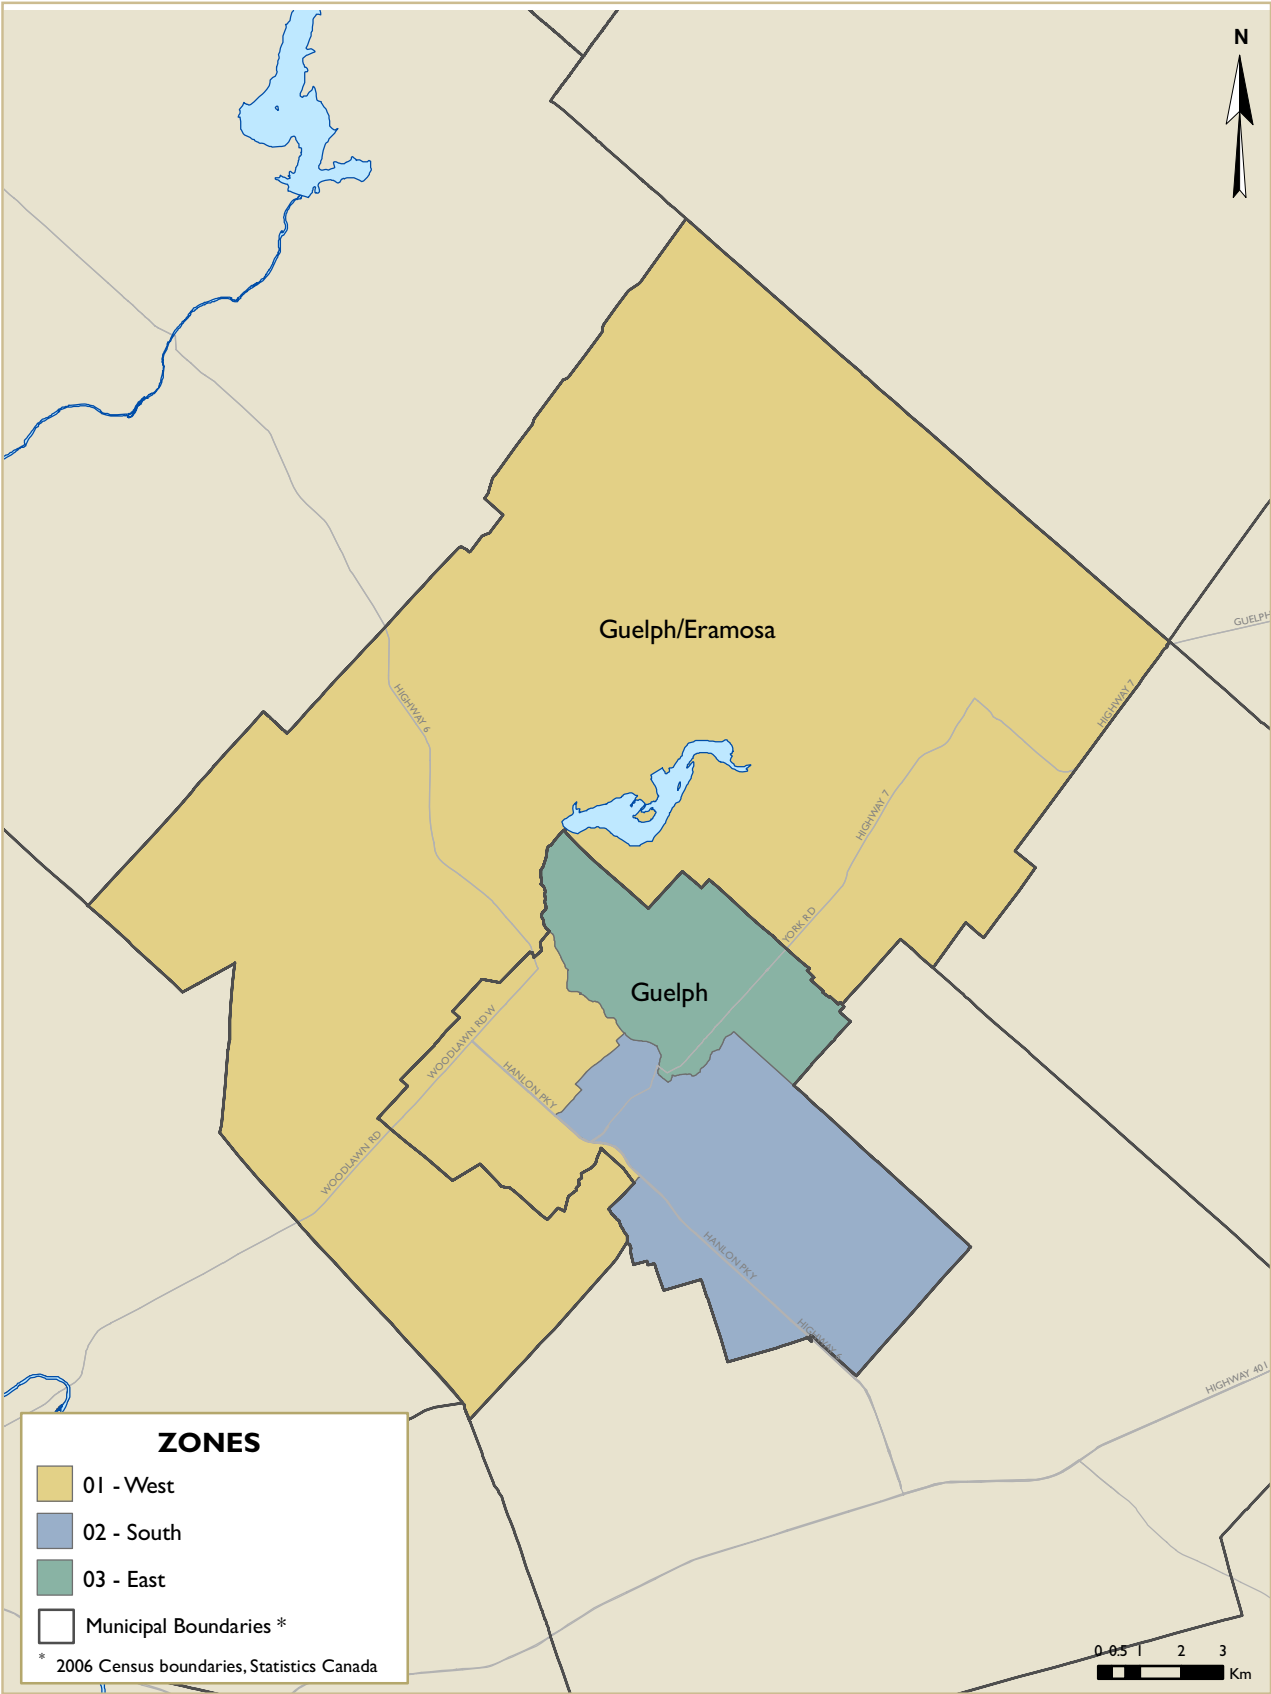 N
GUELPH
Guelph/Eramosa
HIGHWAY 7
HIGHWAY 6
HIGHWAY 7
YORK RD
Guelph
WOODLAWN RD W
HANLON PKY
WOODLAWN RD
HANLON PKY
HIGHWAY 6
HIGHWAY 401
ZONES
01 - West
02 - South
03 - East
Municipal Boundaries *
* 2006 Census boundaries, Statistics Canada
0 0.5 1 2 3
Km